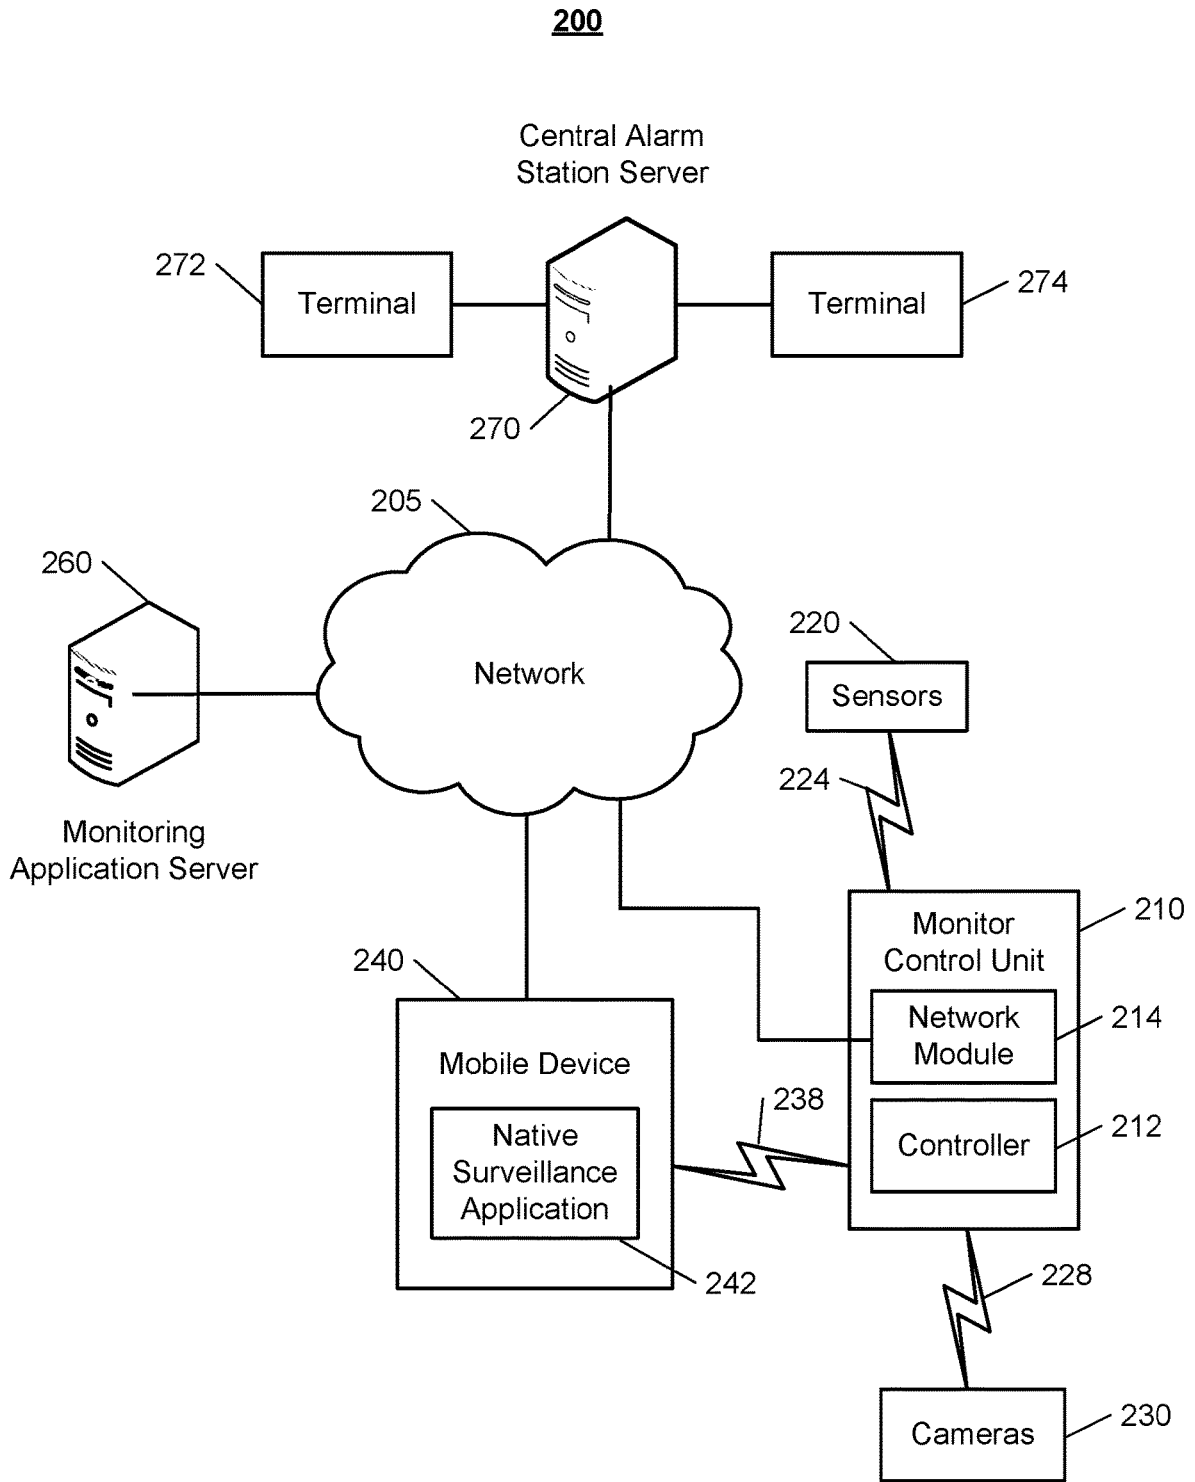 200
Central Alarm
Station Server
272
Terminal
Terminal
274
270
205
260
Network
220
Sensors
224
Monitoring
Application Server
210
Monitor
Control Unit
240
Network
Module
214
Mobile Device
238
Controller
212
Native
Surveillance
Application
242
228
Cameras
230